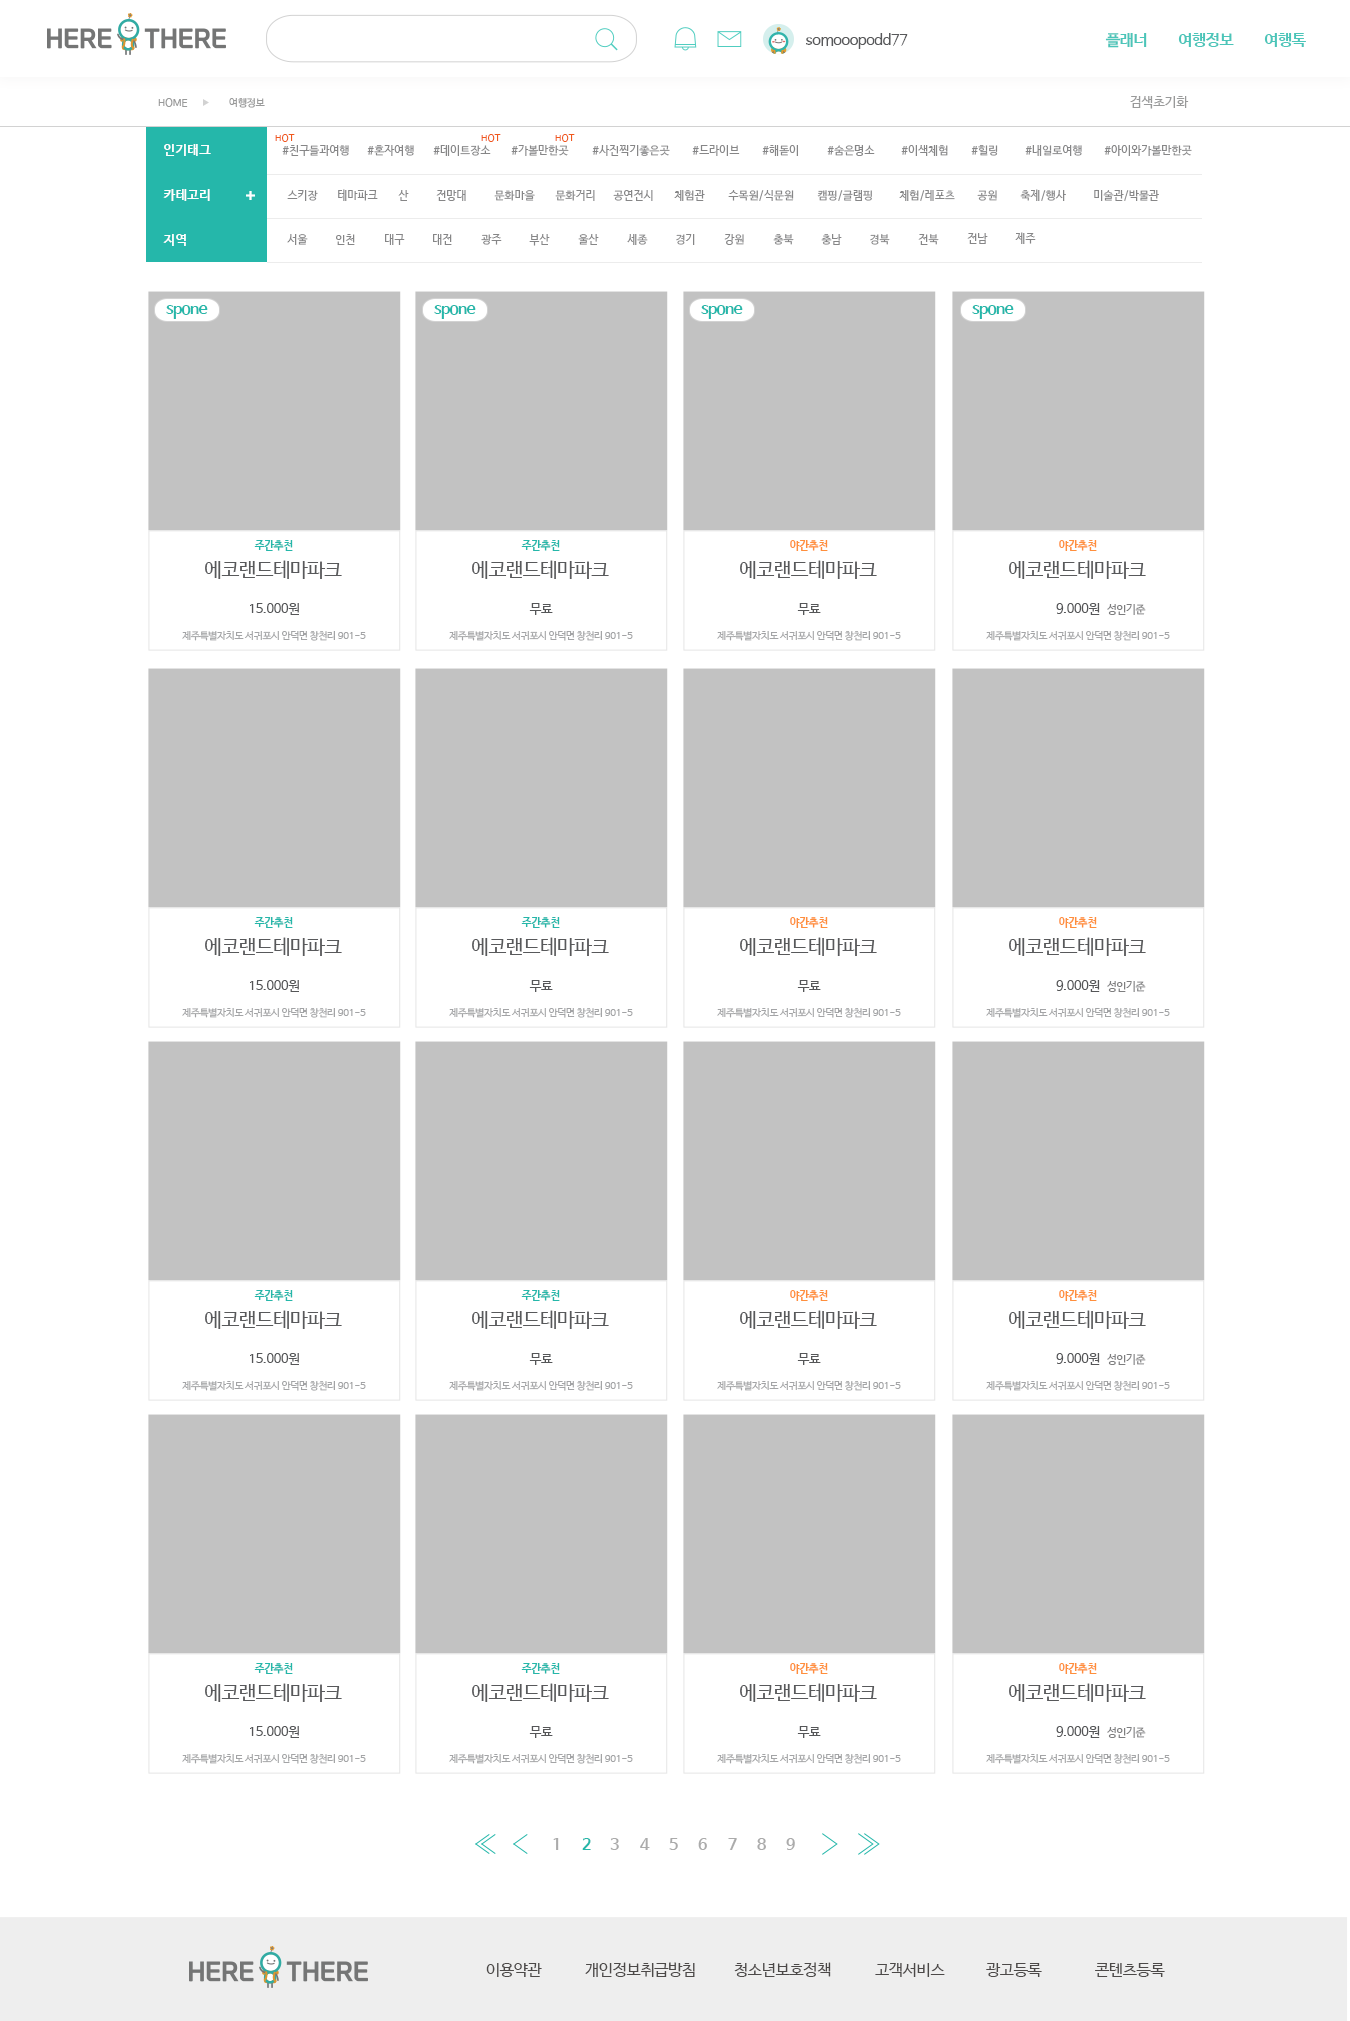 HERE THERE
somooopodd77
플래너 여행정보 여행톡
HOME 여행정보 검색초기화
HOT HOT HOT
인기태그 #친구들과여행 #혼자여행 #데이트장소 #가볼만한곳 #사진찍기좋은곳 #드라이브 #해돋이 #숨은명소 #이색체험 #힐링 #내일로여행 #아이와가볼만한곳
카테고리 스키장 테마파크 산 전망대 문화마을 문화거리 공연전시 체험관 수목원/식문원 캠핑/글램핑 체험/레포츠 공원 축제/행사 미술관/박물관
지역 서울 인천 대구 대전 광주 부산 울산 세종 경기 강원 충북 충남 경북 전북 전남 제주
spone spone spone spone
주간추천 주간추천 야간추천 야간추천
에코랜드테마파크 에코랜드테마파크 에코랜드테마파크 에코랜드테마파크
15.000원 무료 무료 9.000원 성인기준
제주특별자치도 서귀포시 안덕면 창천리 901-5 제주특별자치도 서귀포시 안덕면 창천리 901-5 제주특별자치도 서귀포시 안덕면 창천리 901-5 제주특별자치도 서귀포시 안덕면 창천리 901-5
주간추천 주간추천 야간추천 야간추천
에코랜드테마파크 에코랜드테마파크 에코랜드테마파크 에코랜드테마파크
15.000원 무료 무료 9.000원 성인기준
제주특별자치도 서귀포시 안덕면 창천리 901-5 제주특별자치도 서귀포시 안덕면 창천리 901-5 제주특별자치도 서귀포시 안덕면 창천리 901-5 제주특별자치도 서귀포시 안덕면 창천리 901-5
주간추천 주간추천 야간추천 야간추천
에코랜드테마파크 에코랜드테마파크 에코랜드테마파크 에코랜드테마파크
15.000원 무료 무료 9.000원 성인기준
제주특별자치도 서귀포시 안덕면 창천리 901-5 제주특별자치도 서귀포시 안덕면 창천리 901-5 제주특별자치도 서귀포시 안덕면 창천리 901-5 제주특별자치도 서귀포시 안덕면 창천리 901-5
주간추천 주간추천 야간추천 야간추천
에코랜드테마파크 에코랜드테마파크 에코랜드테마파크 에코랜드테마파크
15.000원 무료 무료 9.000원 성인기준
제주특별자치도 서귀포시 안덕면 창천리 901-5 제주특별자치도 서귀포시 안덕면 창천리 901-5 제주특별자치도 서귀포시 안덕면 창천리 901-5 제주특별자치도 서귀포시 안덕면 창천리 901-5
1 2 3 4 5 6 7 8 9
HERE THERE 이용약관 개인정보취급방침 청소년보호정책 고객서비스 광고등록 콘텐츠등록